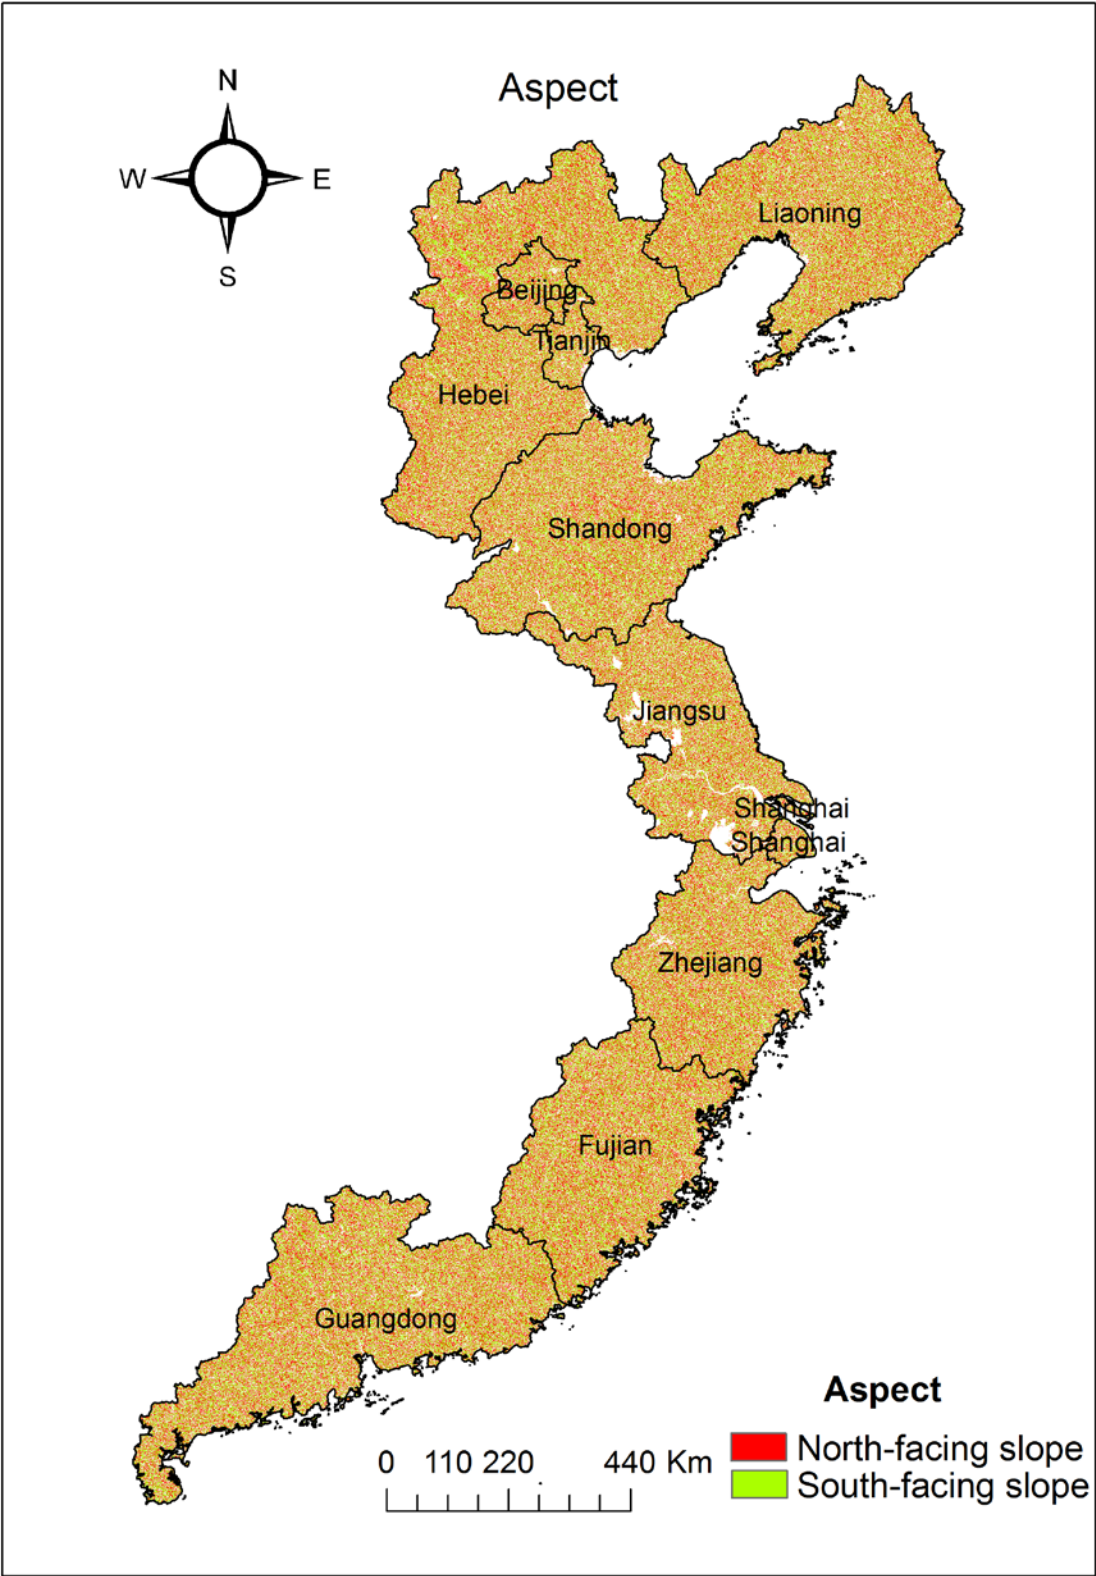 Aspect
N
W
E
S
Liaoning
Beijing
Tianjin
Hebei
Shandong
Jiangsu
Shanghai
Shanghai
Zhejiang
Fujian
Guangdong
Aspect
North-facing slope
South-facing slope
0 110 220 440 Km